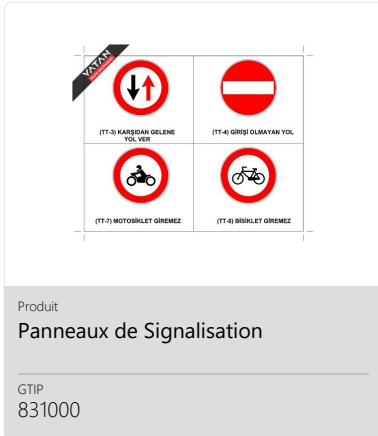 VATAN
(TT-3) KARŞIDAN GELENE
YOL VER
(TT-4) GİRİŞİ OLMAYAN YOL
(TT-7) MOTOSİKLET GİREMEZ
(TT-8) BİSİKLET GİREMEZ
Produit
Panneaux de Signalisation
GTIP
831000